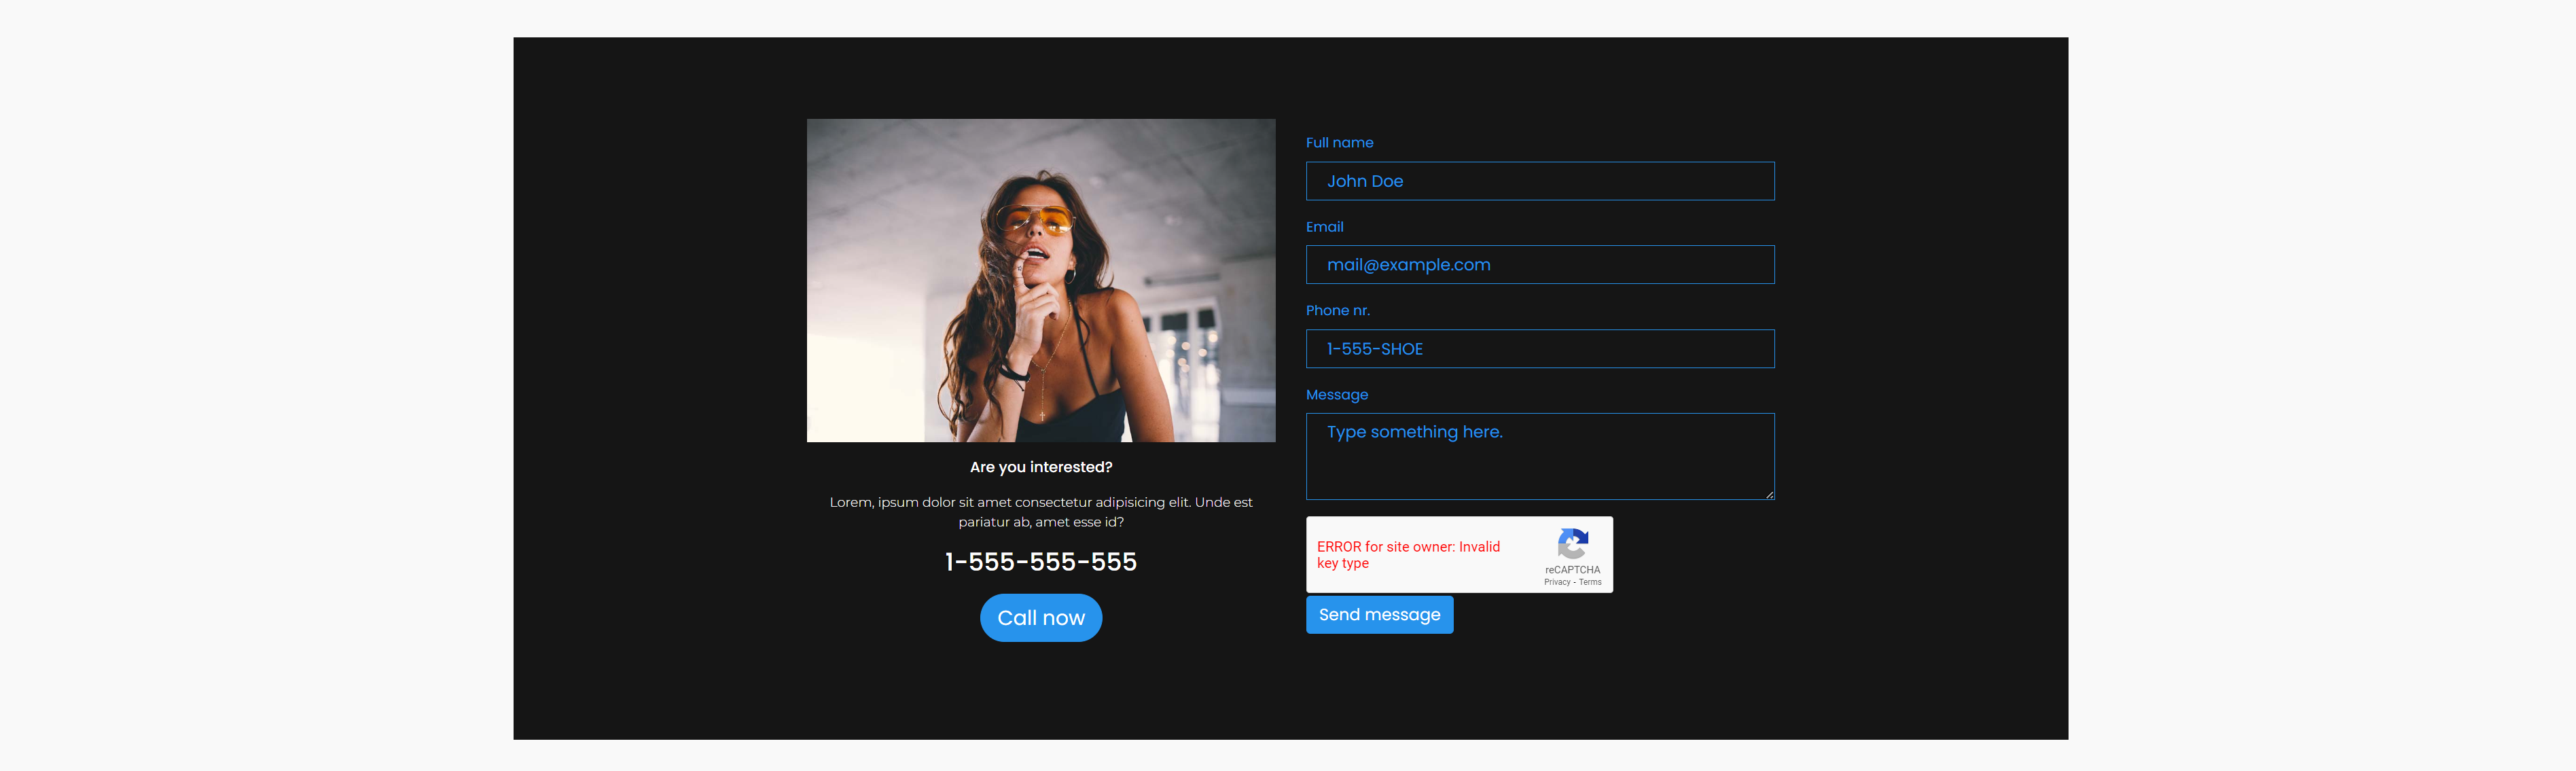 Are you interested?
Lorem, ipsum dolor sit amet consectetur adipisicing elit. Unde est
pariatur ab, amet esse id?
1-555-555-555
Call now
Full name
John Doe
Email
mail@example.com
Phone nr.
1-555-SHOE
Message
Type something here.
ERROR for site owner: Invalid
key type
reCAPTCHA
Privacy - Terms
Send message